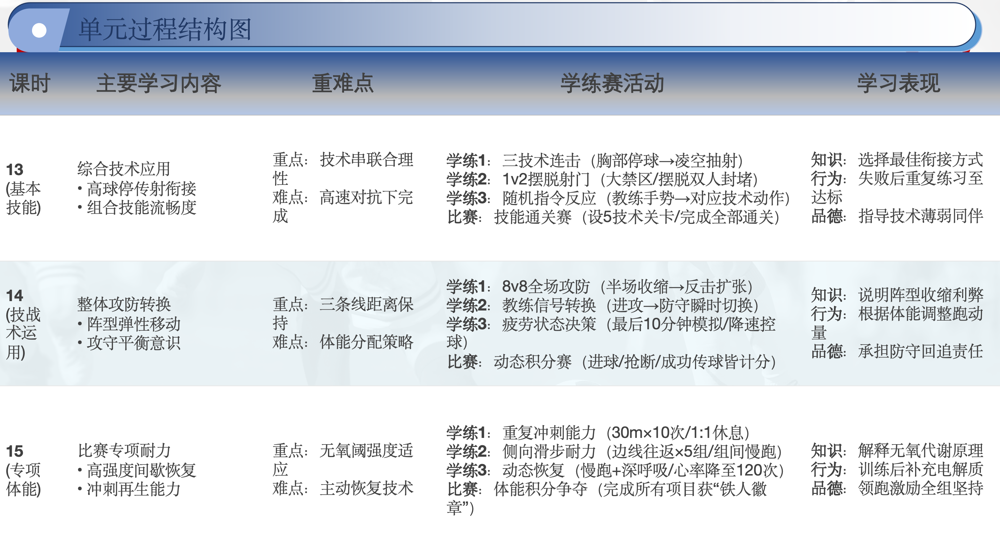 单元过程结构图
课时 主要学习内容 重难点 学练赛活动 学习表现
13
(基本
技能)
综合技术应用
• 高球停传射衔接
• 组合技能流畅度
重点： 技术串联合理
性
难点： 高速对抗下完
成
学练1： 三技术连击（胸部停球→凌空抽射）
学练2： 1v2摆脱射门（大禁区/摆脱双人封堵）
学练3： 随机指令反应（教练手势→对应技术动作）
比赛： 技能通关赛（设5技术关卡/完成全部通关）
知识： 选择最佳衔接方式
行为： 失败后重复练习至
达标
品德： 指导技术薄弱同伴
14
(技战
术运
用)
整体攻防转换
• 阵型弹性移动
• 攻守平衡意识
重点： 三条线距离保
持
难点： 体能分配策略
学练1： 8v8全场攻防（半场收缩→反击扩张）
学练2： 教练信号转换（进攻→防守瞬时切换）
学练3： 疲劳状态决策（最后10分钟模拟/降速控
球）
比赛： 动态积分赛（进球/抢断/成功传球皆计分）
知识： 说明阵型收缩利弊
行为： 根据体能调整跑动
量
品德： 承担防守回追责任
15
(专项
体能)
比赛专项耐力
• 高强度间歇恢复
• 冲刺再生能力
重点： 无氧阈强度适
应
难点： 主动恢复技术
学练1： 重复冲刺能力（30m×10次/1:1休息）
学练2： 侧向滑步耐力（边线往返×5组/组间慢跑）
学练3： 动态恢复（慢跑+深呼吸/心率降至120次）
比赛： 体能积分争夺（完成所有项目获“铁人徽
章”）
知识： 解释无氧代谢原理
行为： 训练后补充电解质
品德： 领跑激励全组坚持